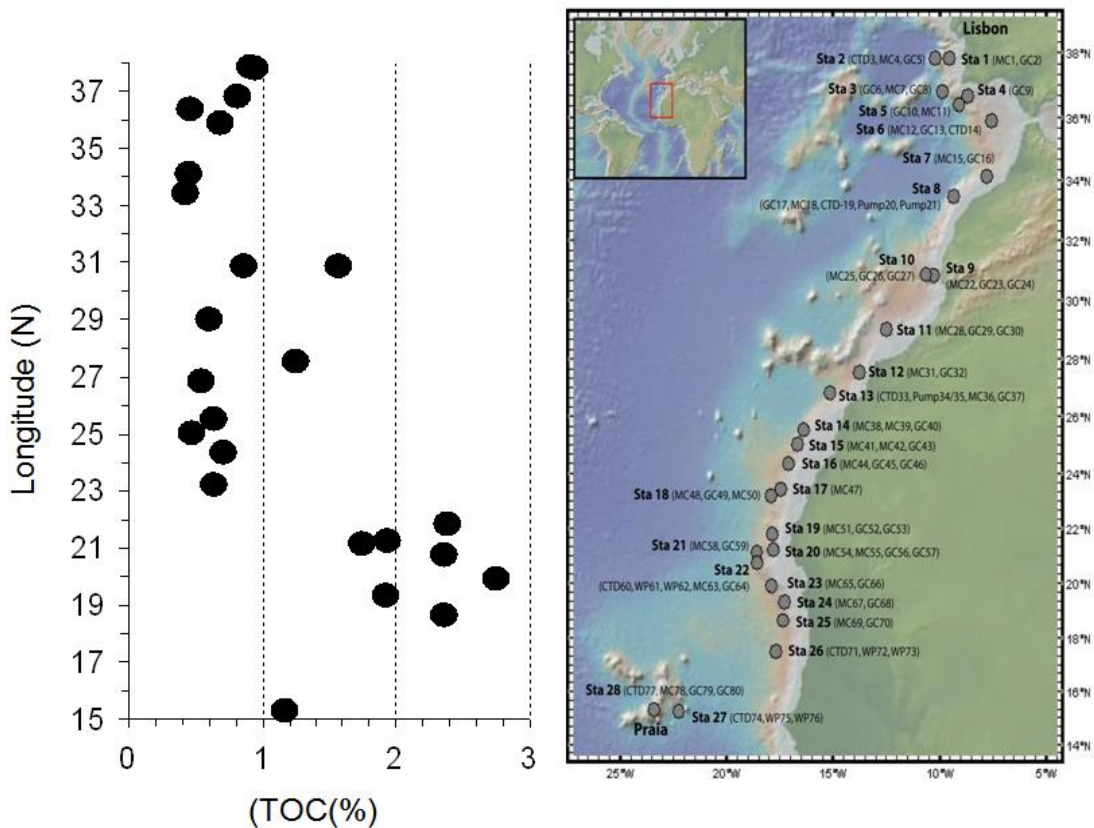 37
35
33
31
29
27
25
23
21
19
17
15
Longitude (N)
0
1
2
3
(TOC(%)
Lisbon
Sta 2 (CTD3, MC4, GC5)
Sta 1 (MC1, GC2)
Sta 3 (GC6, MC7, GC8)
Sta 4 (GC9)
Sta 5 (GC10, MC11)
Sta 6 (MC12, GC13, CTD14)
Sta 7 (MC15, GC16)
Sta 8
(GC17, MC18, CTD-19, Pump20, Pump21)
Sta 10
(MC25, GC26, GC27)
Sta 9
(MC22, GC23, GC24)
Sta 11 (MC28, GC29, GC30)
Sta 12 (MC31, GC32)
Sta 13 (CTD33, Pump34/35, MC36, GC37)
Sta 14 (MC38, MC39, GC40)
Sta 15 (MC41, MC42, GC43)
Sta 16 (MC44, GC45, GC46)
Sta 18 (MC48, GC49, MC50)
Sta 17 (MC47)
Sta 19 (MC51, GC52, GC53)
Sta 21 (MC58, GC59)
Sta 20 (MC54, MC55, GC56, GC57)
Sta 22
(CTD60, WP61, WP62, MC63, GC64)
Sta 23 (MC65, GC66)
Sta 24 (MC67, GC68)
Sta 25 (MC69, GC70)
Sta 26 (CTD71, WP72, WP73)
Sta 28 (CTD77, MC78, GC79, GC80)
Sta 27 (CTD74, WP75, WP76)
Praia
38°N
36°N
34°N
32°N
30°N
28°N
26°N
24°N
22°N
20°N
18°N
16°N
14°N
25°W
20°W
15°W
10°W
5°W